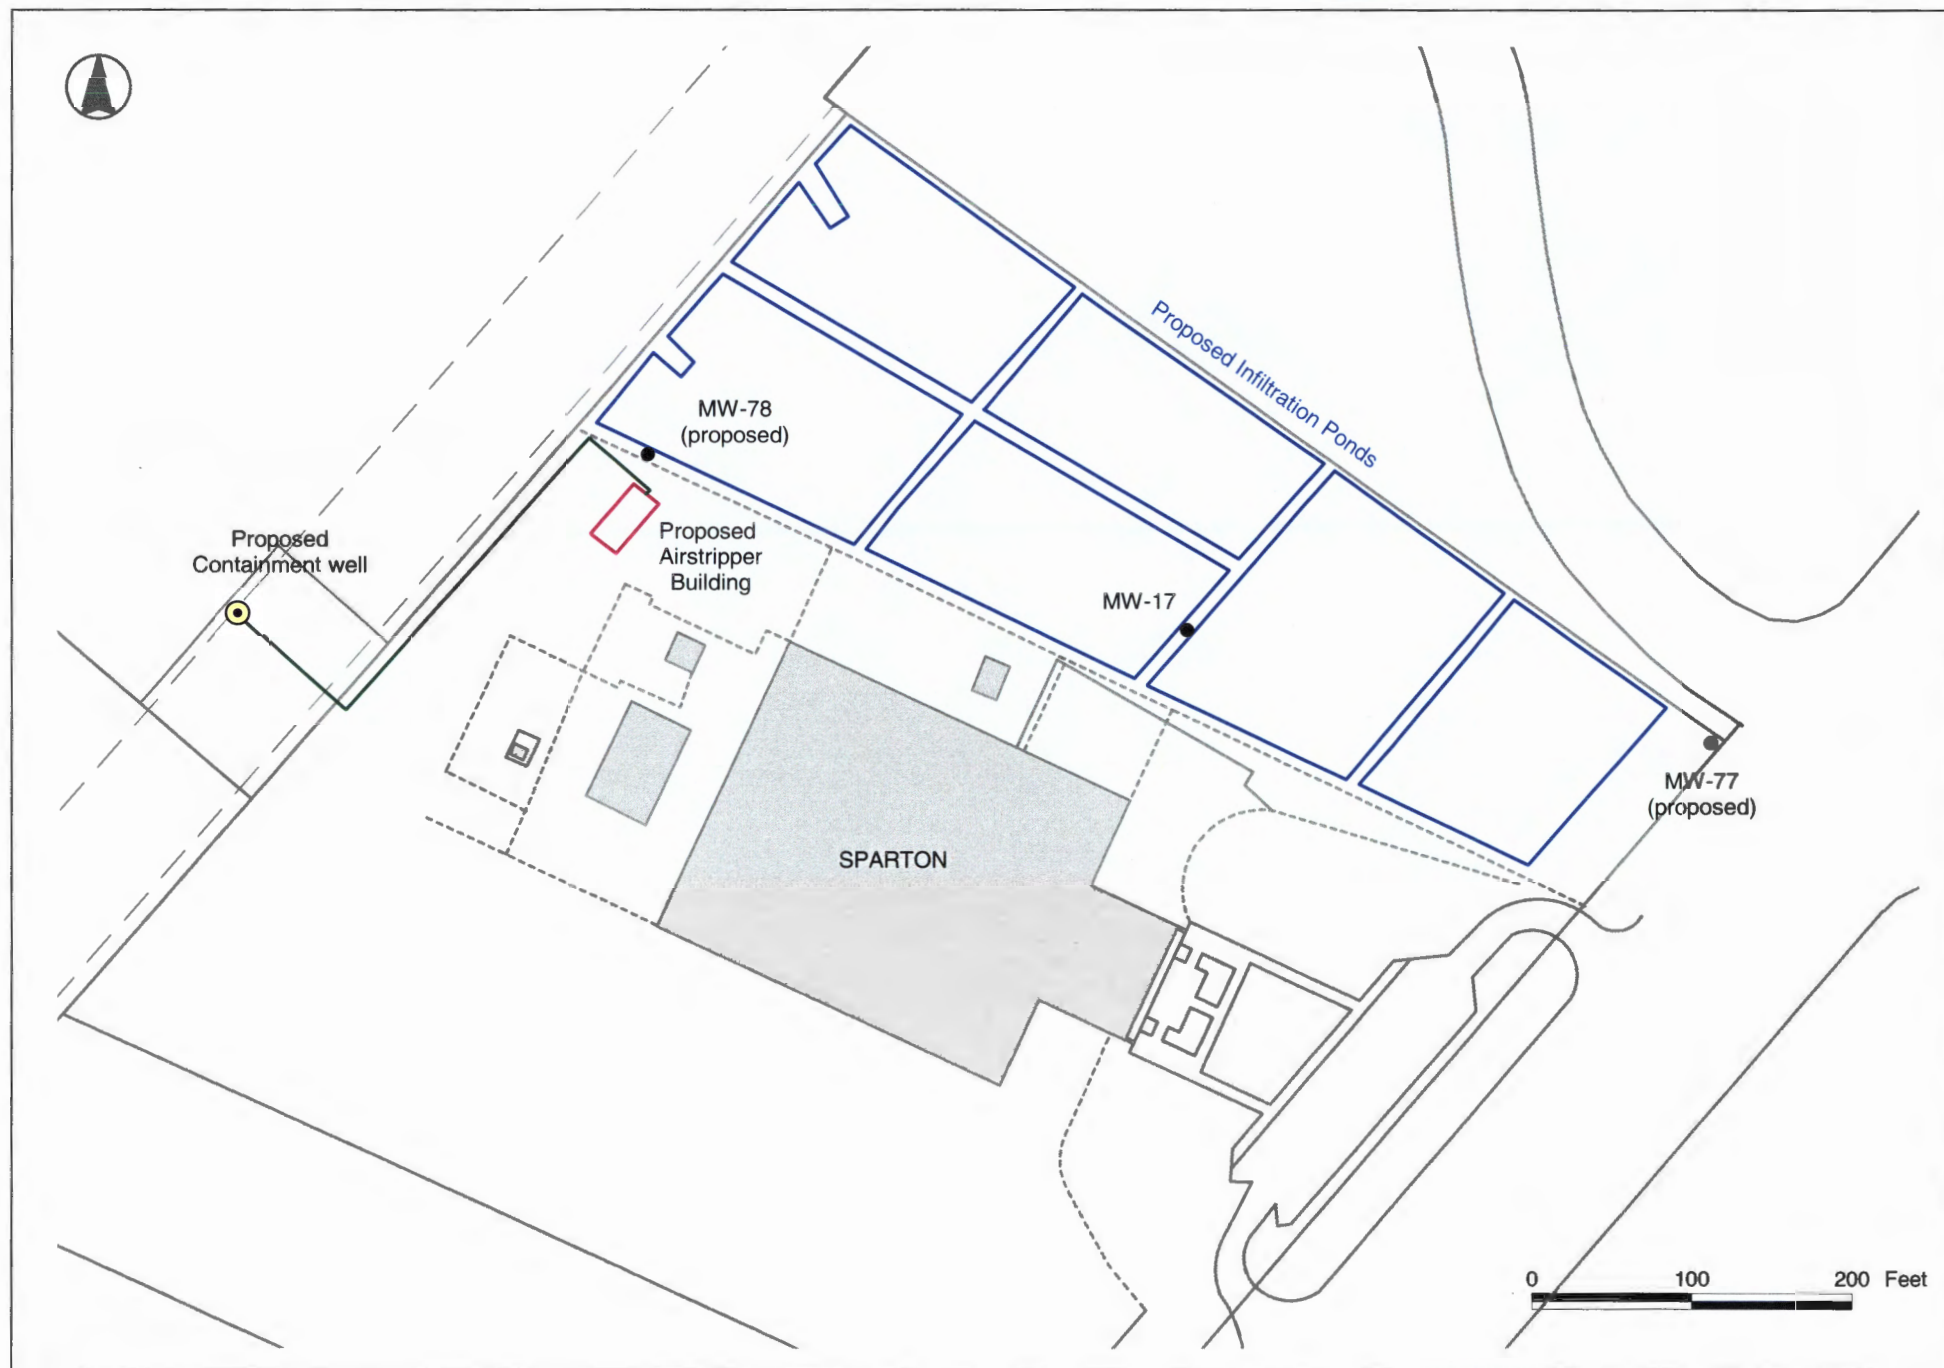 Proposed Infiltration Ponds
MW-78
(proposed)
Proposed
Containment well
Proposed
Airstripper
Building
MW-17
MW-77
(proposed)
SPARTON
0 100 200 Feet